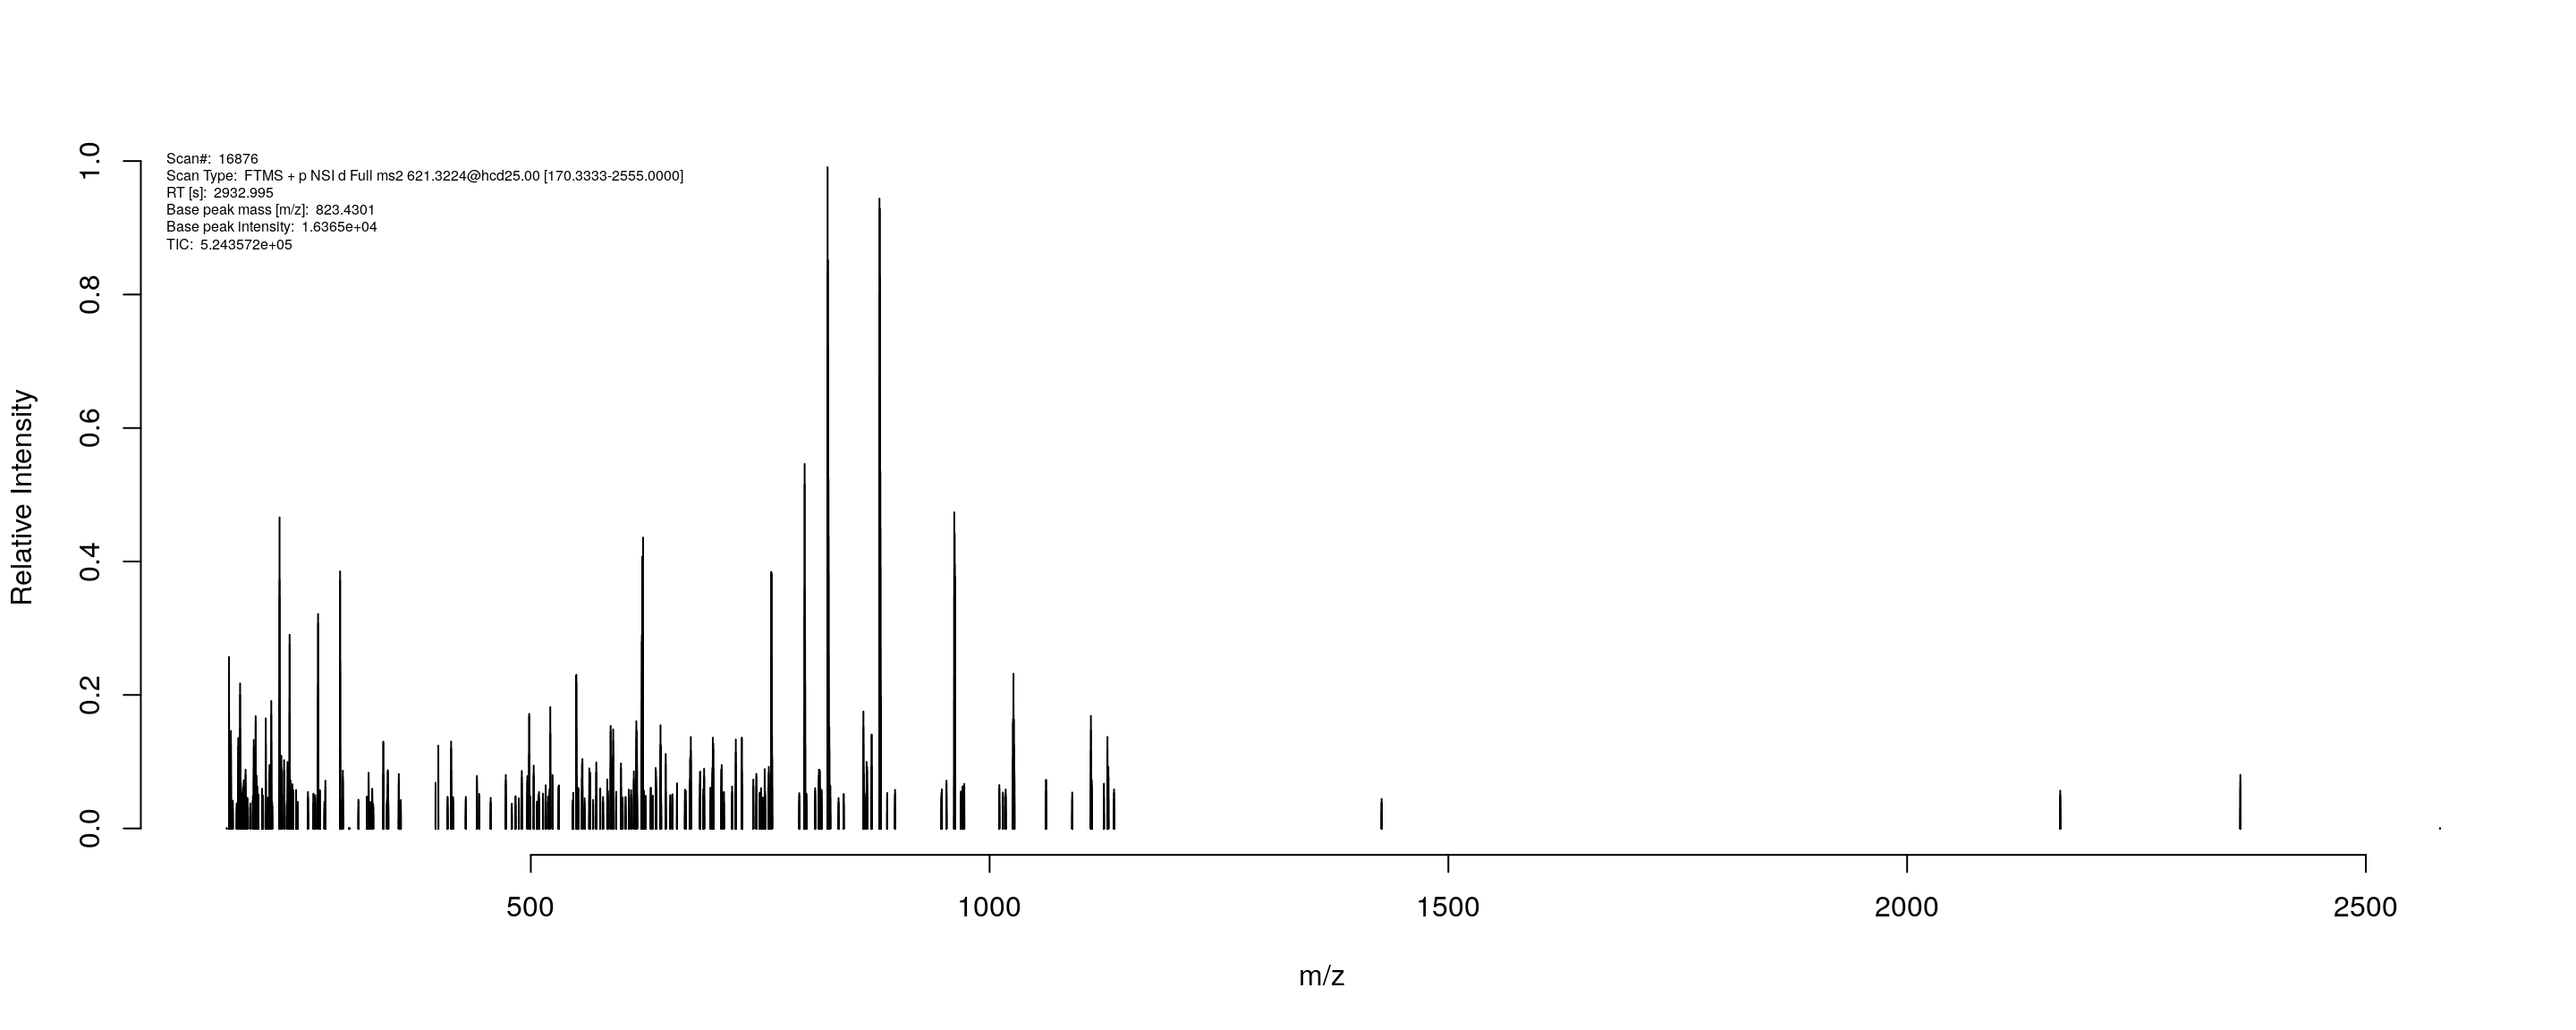 Scan#: 16876
Scan Type: FTMS + p NSI d Full ms2 621.3224@hcd25.00 [170.3333-2555.0000]
RT [s]: 2932.995
Base peak mass [m/z]: 823.4301
Base peak intensity: 1.6365e+04
TIC: 5.243572e+05
1.0
0.8
0.6
0.4
0.2
0.0
Relative Intensity
500 1000 1500 2000 2500
m/z